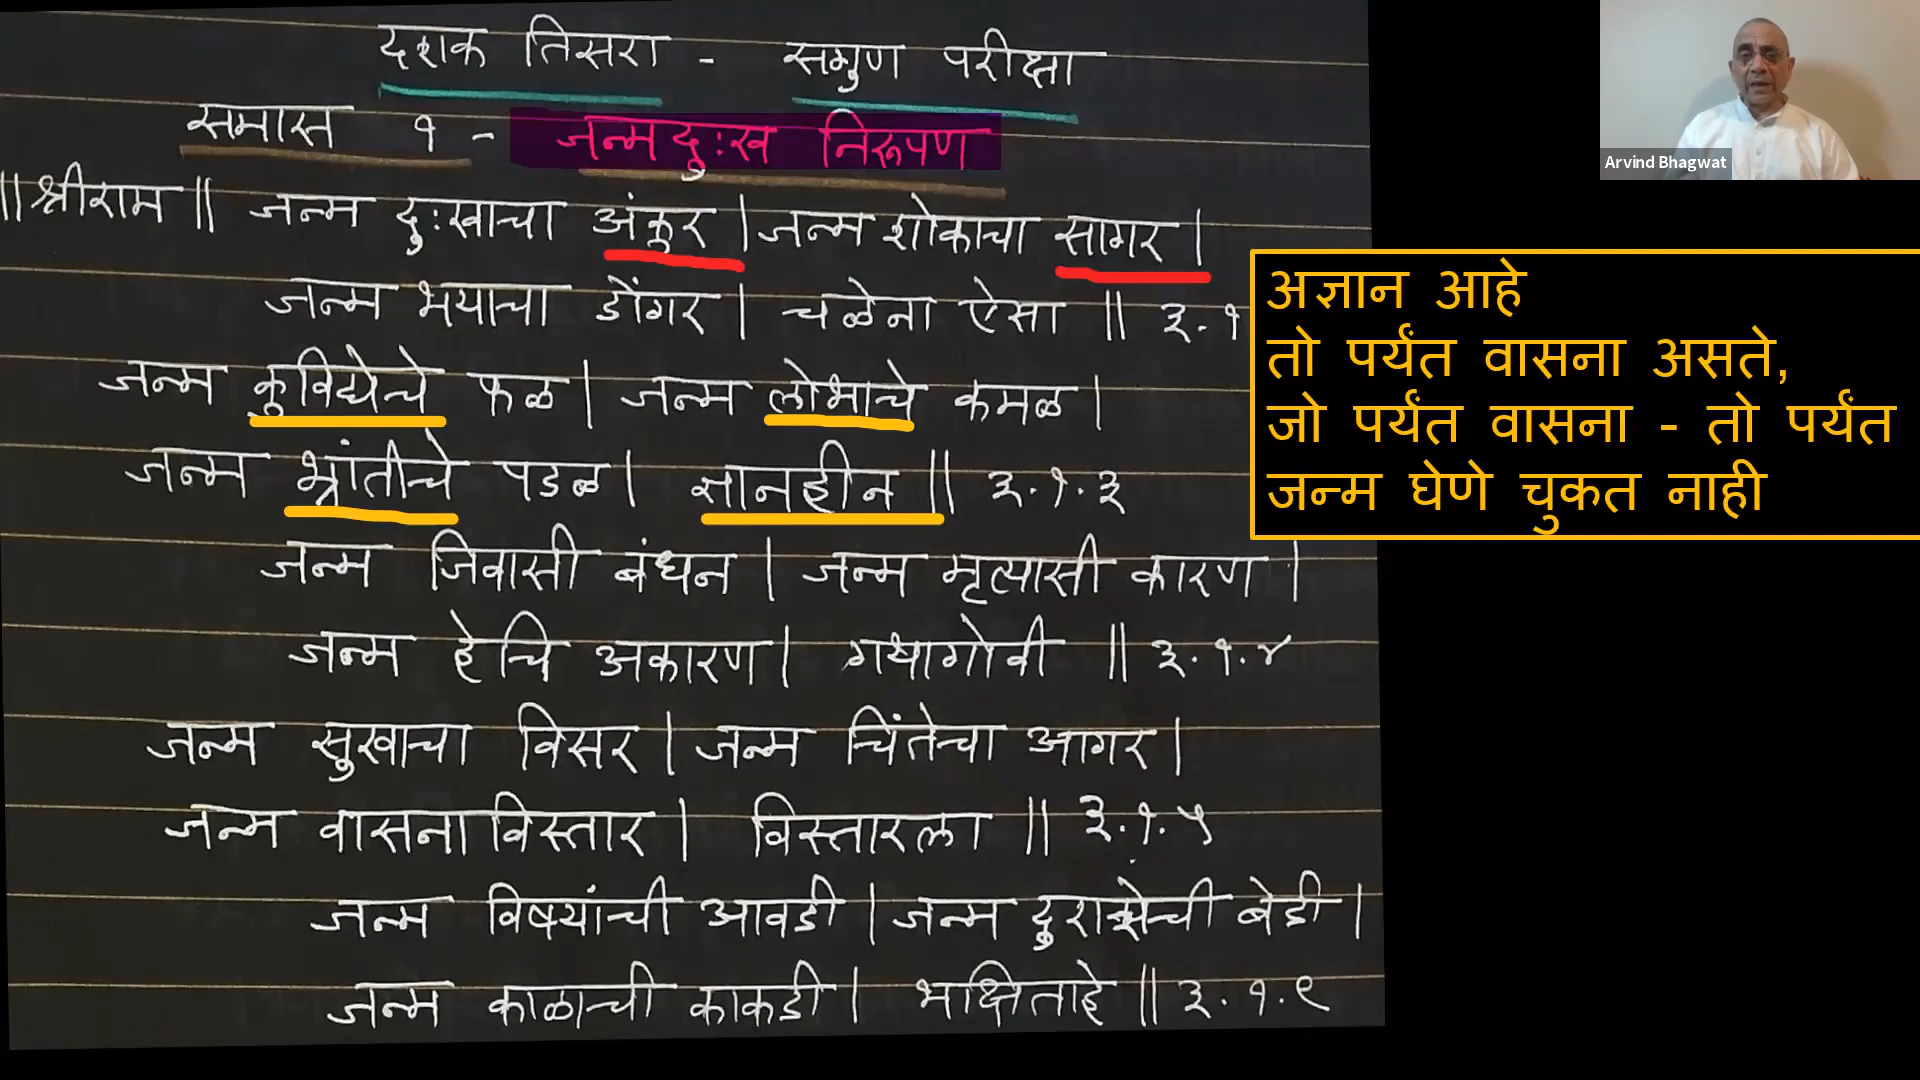 दशक तिसरा - सगुण परीक्षा
समास १ - जन्मदुःख निरूपण
||श्रीराम|| जन्म दुःखाचा अंकुर | जन्म शोकाचा सागर |
जन्म भयाचा डोंगर | चळेना ऐसा || ३.१
जन्म कुविद्येचे फळ | जन्म लोभाचे कमळ |
जन्म भ्रांतीचे पडळ | ज्ञानहीन || ३.१.३
जन्म जिवासी बंधन | जन्म मृत्यासी कारण |
जन्म हेचि अकारण | गथागोवी || ३.१.४
जन्म सुखाचा विसर | जन्म चिंतेचा आगर |
जन्म वासनाविस्तार | विस्तारला || ३.१.५
जन्म विषयांची आवडी | जन्म दुराशेची बेडी |
जन्म काळाची काकडी | भक्षिताहे || ३.१.९
अज्ञान आहे
तो पर्यंत वासना असते,
जो पर्यंत वासना - तो पर्यंत
जन्म घेणे चुकत नाही
Arvind Bhagwat